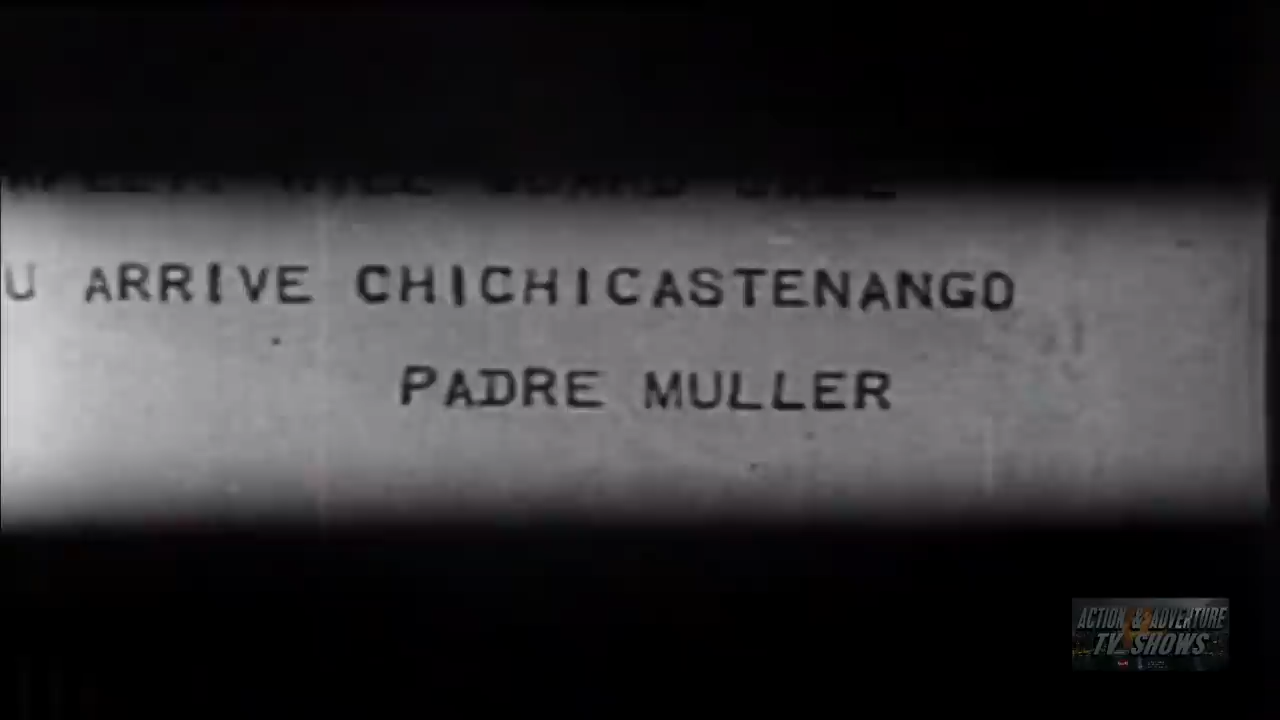 U ARRIVE CHICHICASTENANGO
PADRE MULLER
ACTION & ADVENTURE
TV SHOWS